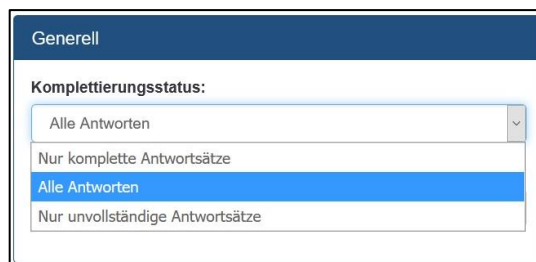 Generell
Komplettierungsstatus:
Alle Antworten
Nur komplette Antwortsätze
Alle Antworten
Nur unvollständige Antwortsätze